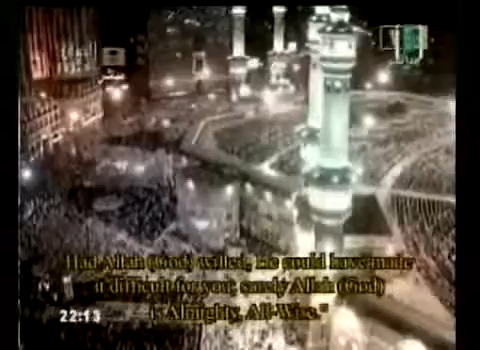 Had Allah (God) willed, He could have made
it difficult for you; surely Allah (God)
is Almighty, All-Wise."
22:13